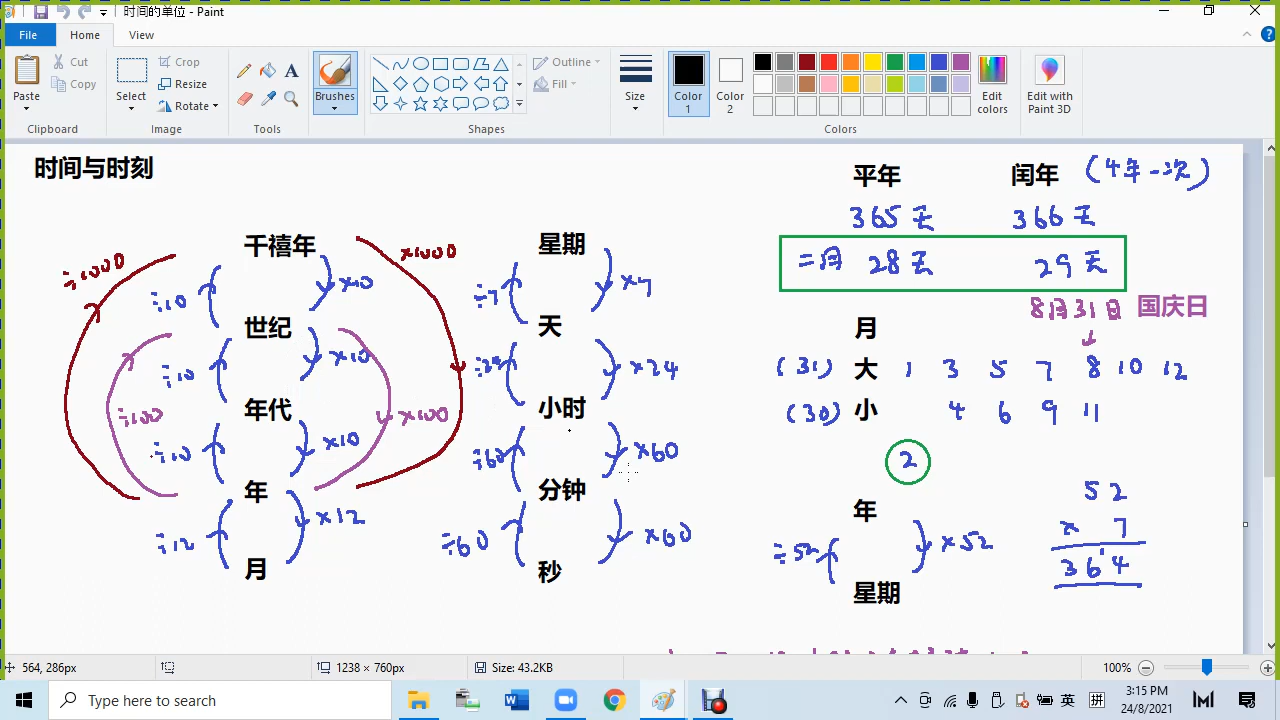 时间的单位 - Paint
File Home View
Paste Cut Copy Select Crop Resize Rotate Brushes Outline Fill Size Color 1 Color 2 Edit colors Edit with Paint 3D
Clipboard Image Tools Shapes Colors
时间与时刻
千禧年
世纪
年代
年
月
÷1000
÷10
÷10
÷100
÷10
÷12
×10
×1000
×10
×100
×10
×12
星期
天
小时
分钟
秒
÷7
÷24
÷60
÷60
×7
×24
×60
×60
平年 闰年 (4年一次)
365天 366天
二月 28天 29天
8月31日 国庆日
月
(31) 大 1 3 5 7 8 10 12
(30) 小 4 6 9 11
2
年
÷52 ×52
星期
52
× 7
364
564, 286px 1238 × 760px Size: 43.2KB 100%
Type here to search
英 拼 3:15 PM
24/8/2021